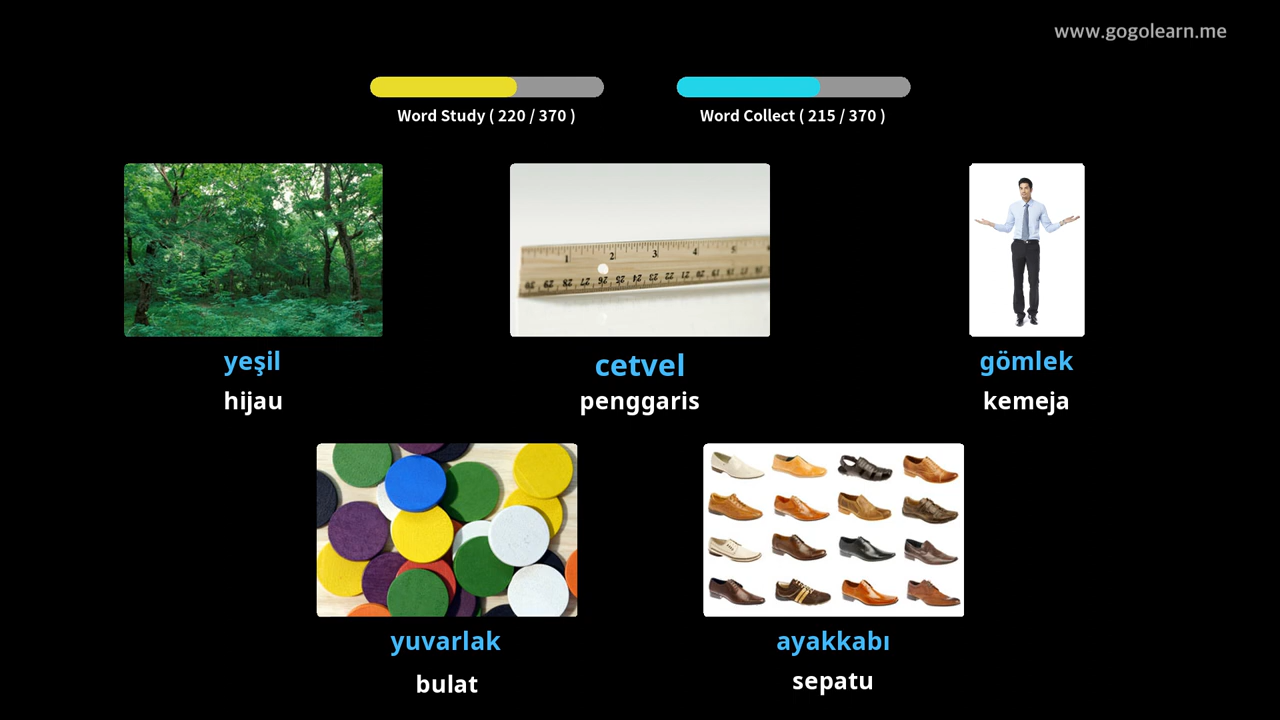 www.gogolearn.me
Word Study ( 220 / 370 )
Word Collect ( 215 / 370 )
yeşil
hijau
cetvel
penggaris
gömlek
kemeja
yuvarlak
bulat
ayakkabı
sepatu